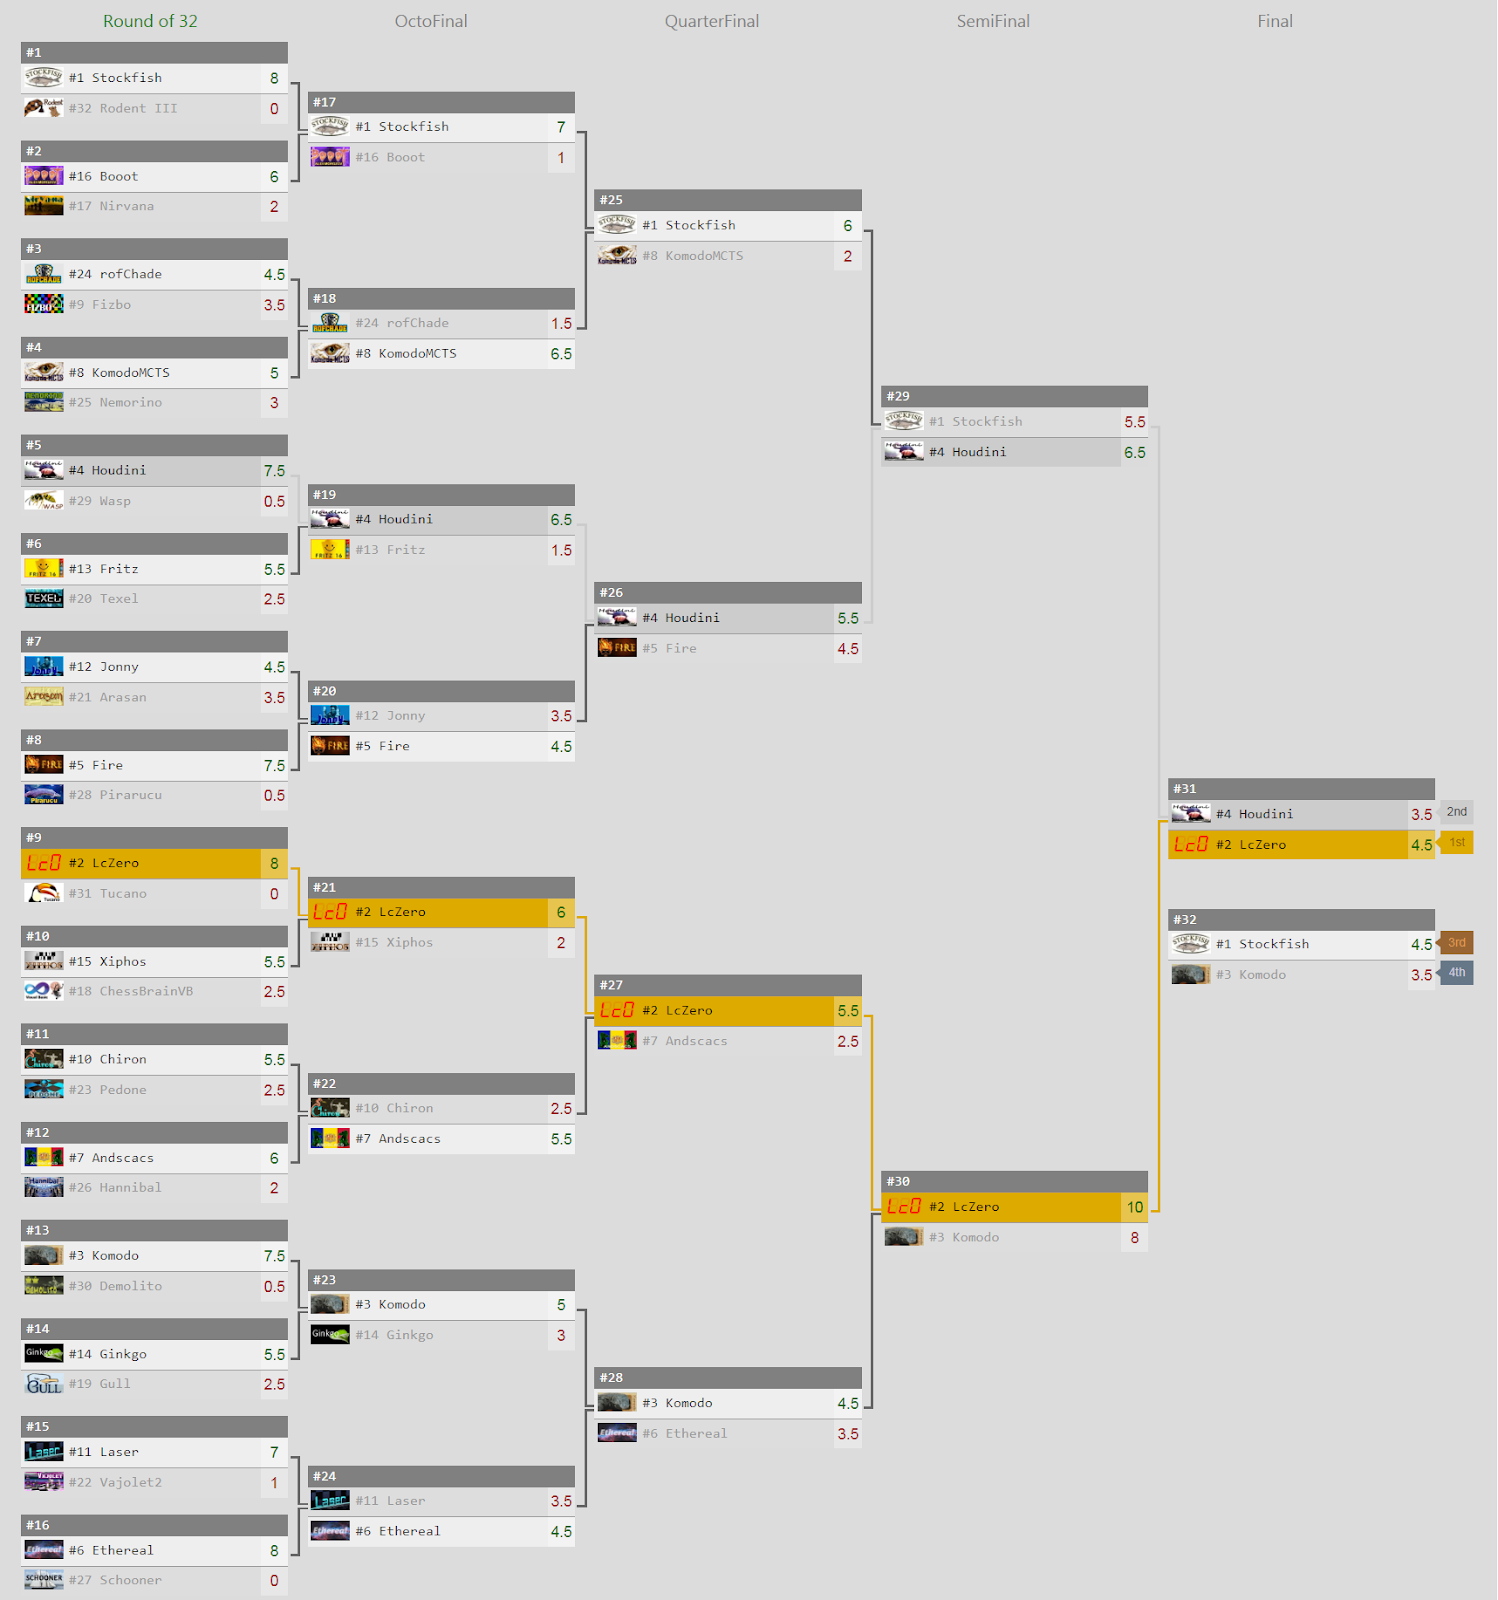 Round of 32
OctoFinal
QuarterFinal
SemiFinal
Final
#1
#1 Stockfish 8
#32 Rodent III 0
#2
#16 Booot 6
#17 Nirvana 2
#3
#24 rofChade 4.5
#9 Fizbo 3.5
#4
#8 KomodoMCTS 5
#25 Nemorino 3
#5
#4 Houdini 7.5
#29 Wasp 0.5
#6
#13 Fritz 5.5
#20 Texel 2.5
#7
#12 Jonny 4.5
#21 Arasan 3.5
#8
#5 Fire 7.5
#28 Pirarucu 0.5
#9
#2 LcZero 8
#31 Tucano 0
#10
#15 Xiphos 5.5
#18 ChessBrainVB 2.5
#11
#10 Chiron 5.5
#23 Pedone 2.5
#12
#7 Andscacs 6
#26 Hannibal 2
#13
#3 Komodo 7.5
#30 Demolito 0.5
#14
#14 Ginkgo 5.5
#19 Gull 2.5
#15
#11 Laser 7
#22 Vajolet2 1
#16
#6 Ethereal 8
#27 Schooner 0
#17
#1 Stockfish 7
#16 Booot 1
#18
#24 rofChade 1.5
#8 KomodoMCTS 6.5
#19
#4 Houdini 6.5
#13 Fritz 1.5
#20
#12 Jonny 3.5
#5 Fire 4.5
#21
#2 LcZero 6
#15 Xiphos 2
#22
#10 Chiron 2.5
#7 Andscacs 5.5
#23
#3 Komodo 5
#14 Ginkgo 3
#24
#11 Laser 3.5
#6 Ethereal 4.5
#25
#1 Stockfish 6
#8 KomodoMCTS 2
#26
#4 Houdini 5.5
#5 Fire 4.5
#27
#2 LcZero 5.5
#7 Andscacs 2.5
#28
#3 Komodo 4.5
#6 Ethereal 3.5
#29
#1 Stockfish 5.5
#4 Houdini 6.5
#30
#2 LcZero 10
#3 Komodo 8
#31
#4 Houdini 3.5 2nd
#2 LcZero 4.5 1st
#32
#1 Stockfish 4.5 3rd
#3 Komodo 3.5 4th